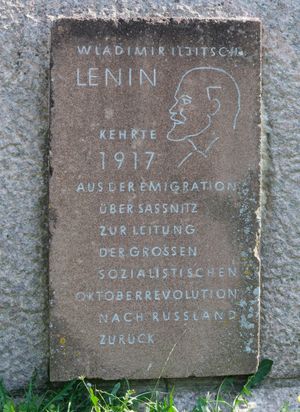 WLADIMIR ILJITSCH
LENIN
KEHRTE
1917
AUS DER EMIGRATION
ÜBER SASSNITZ
ZUR LEITUNG
DER GROSSEN
SOZIALISTISCHEN
OKTOBERREVOLUTION
NACH RUSSLAND
ZURÜCK